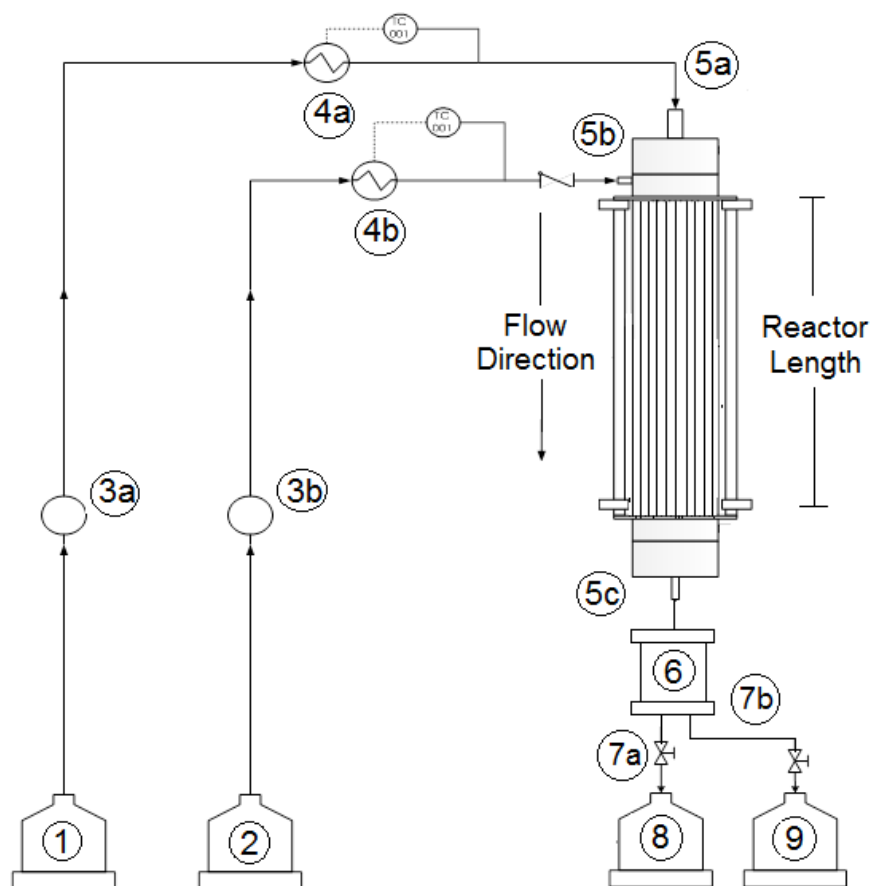 TC
001
5a
4a
TC
001
5b
4b
Flow
Direction
Reactor
Length
3a
3b
5c
6
7b
7a
1
2
8
9